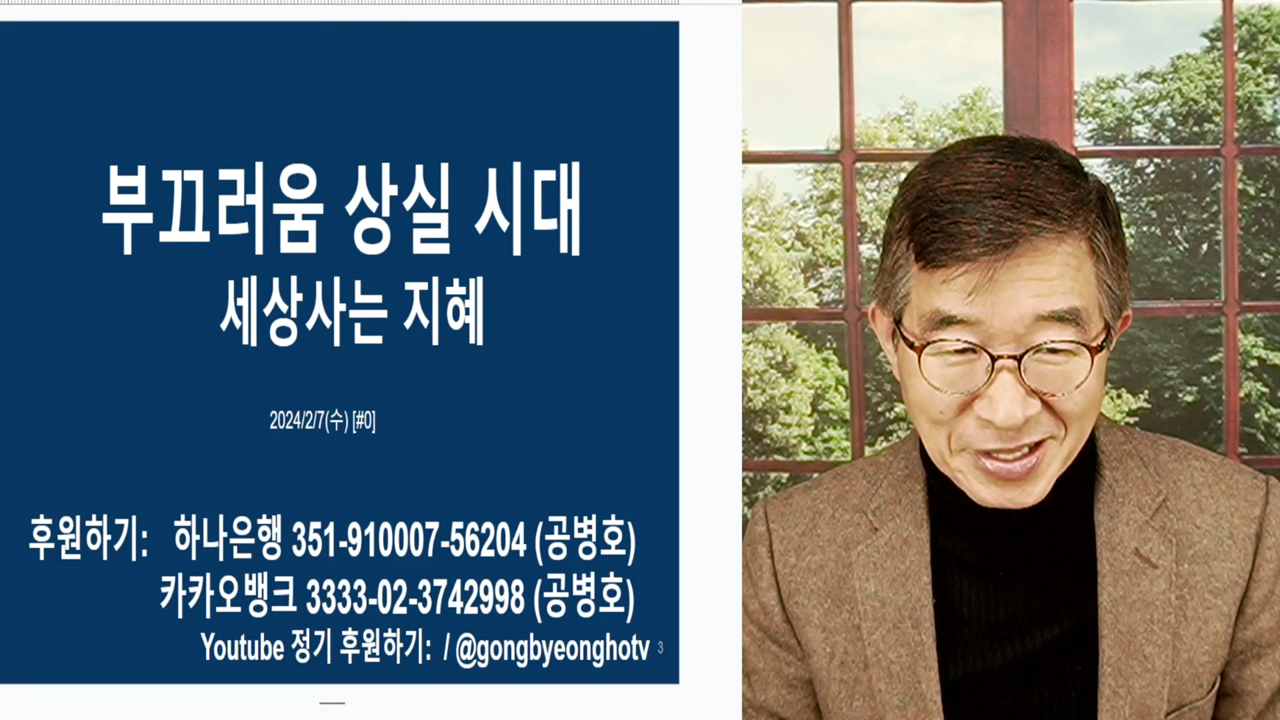 부끄러움 상실 시대
세상사는 지혜
2024/2/7(수) [#0]
후원하기: 하나은행 351-910007-56204 (공병호)
카카오뱅크 3333-02-3742998 (공병호)
Youtube 정기 후원하기: / @gongbyeonghotv 3